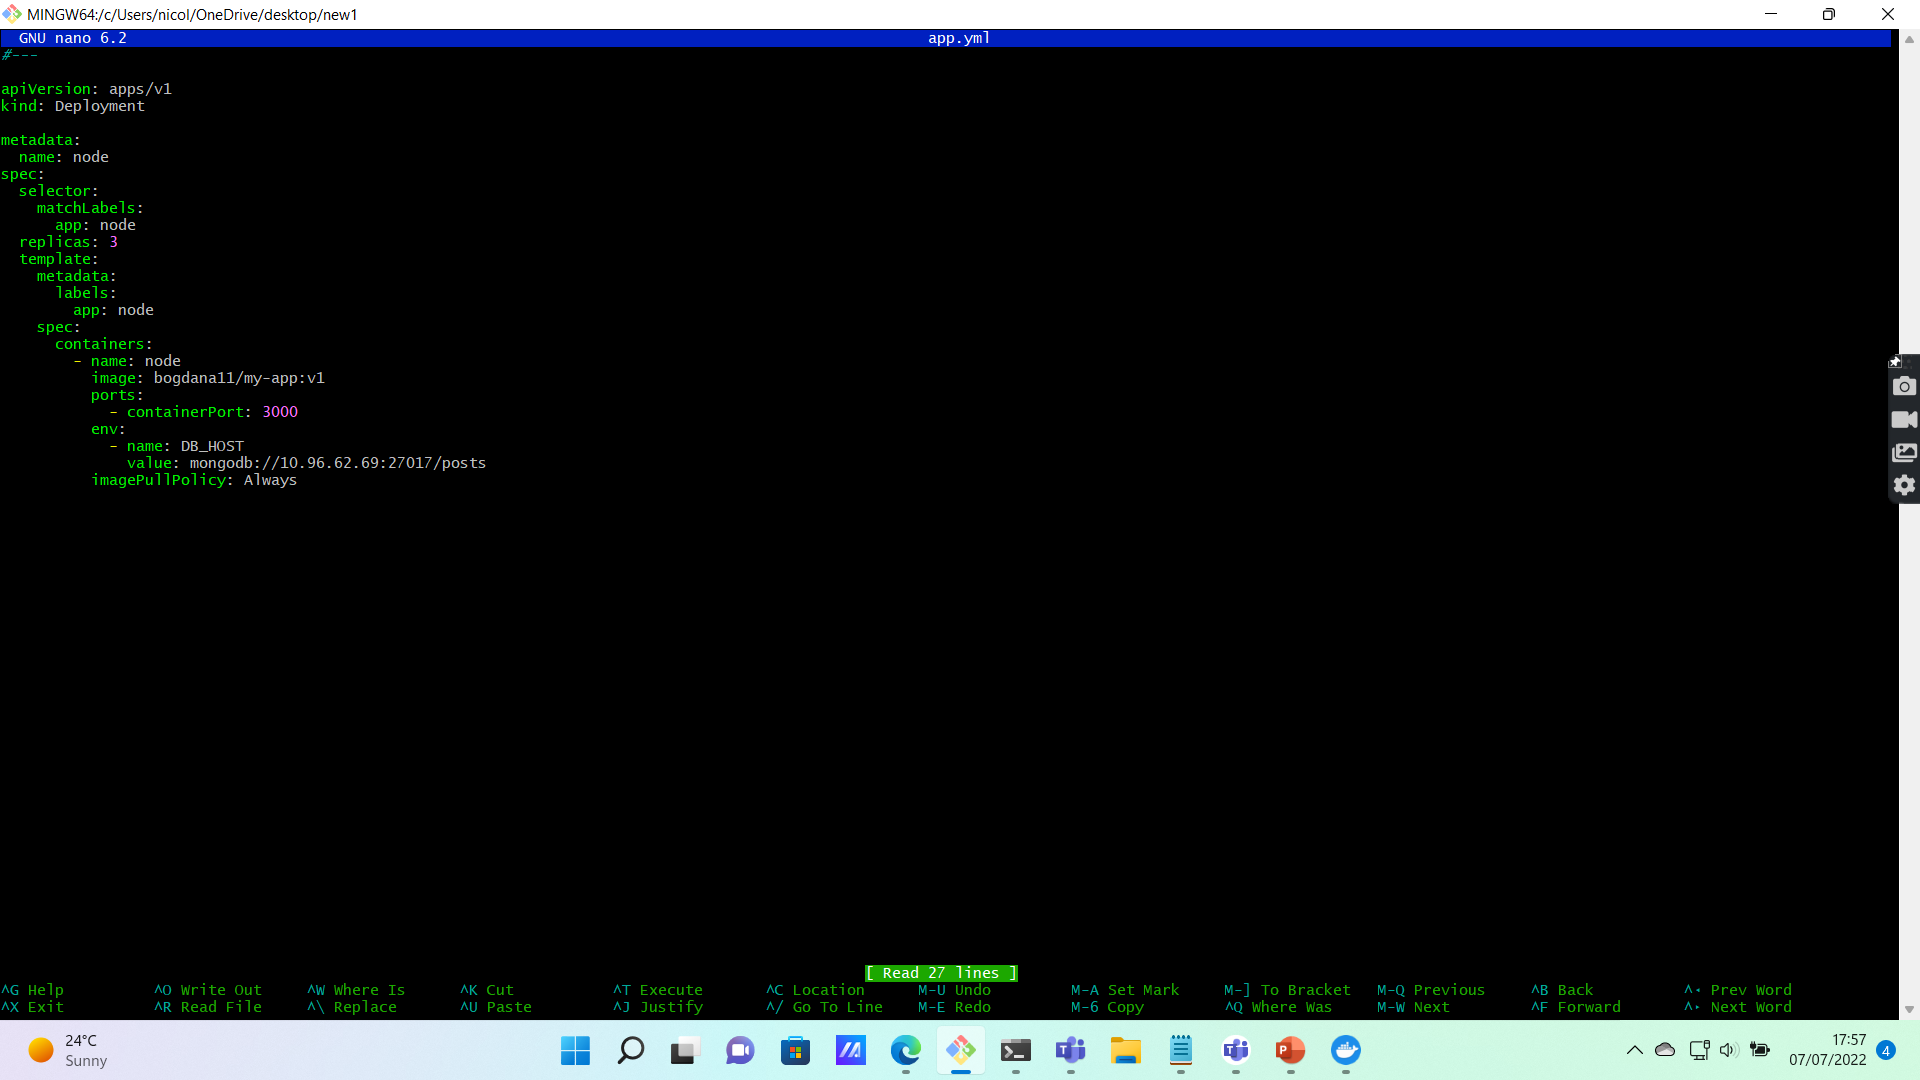 MINGW64:/c/Users/nicol/OneDrive/desktop/new1
GNU nano 6.2 app.yml
#---
apiVersion: apps/v1
kind: Deployment
metadata:
  name: node
spec:
  selector:
    matchLabels:
      app: node
  replicas: 3
  template:
    metadata:
      labels:
        app: node
    spec:
      containers:
        - name: node
          image: bogdana11/my-app:v1
          ports:
            - containerPort: 3000
          env:
            - name: DB_HOST
              value: mongodb://10.96.62.69:27017/posts
          imagePullPolicy: Always
[ Read 27 lines ]
^G Help ^O Write Out ^W Where Is ^K Cut ^T Execute ^C Location M-U Undo M-A Set Mark M-] To Bracket M-Q Previous ^B Back ^◂ Prev Word
^X Exit ^R Read File ^\ Replace ^U Paste ^J Justify ^/ Go To Line M-E Redo M-6 Copy ^Q Where Was M-W Next ^F Forward ^▸ Next Word
24°C
Sunny
17:57
07/07/2022
4